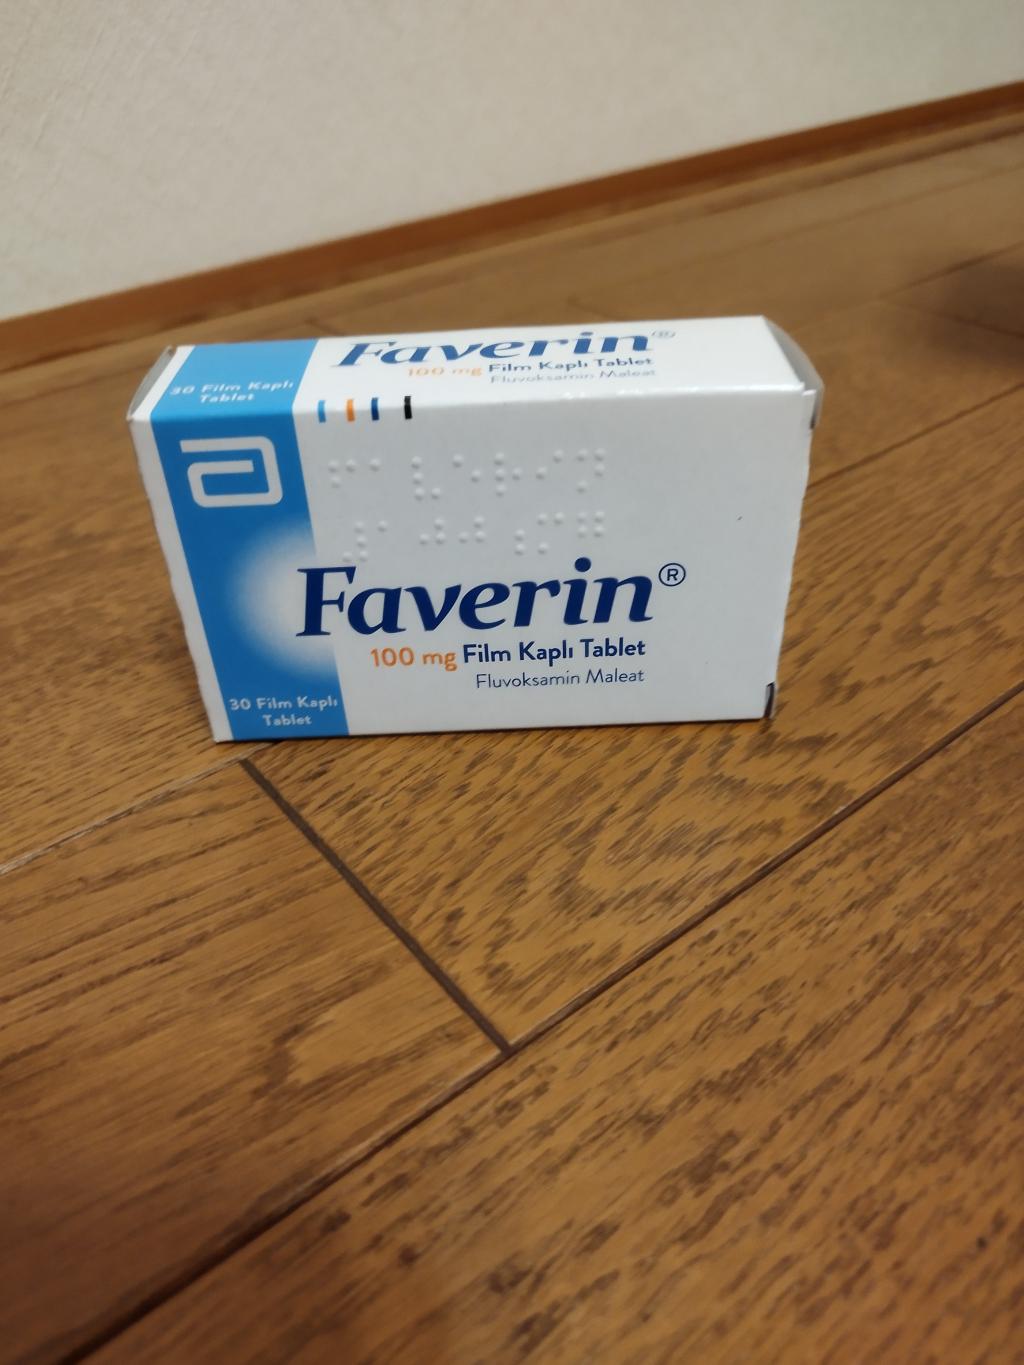 Faverin®
100 mg Film Kaplı Tablet
Fluvoksamin Maleat
30 Film Kaplı
Tablet
Faverin®
100 mg Film Kaplı Tablet
Fluvoksamin Maleat
30 Film Kaplı
Tablet